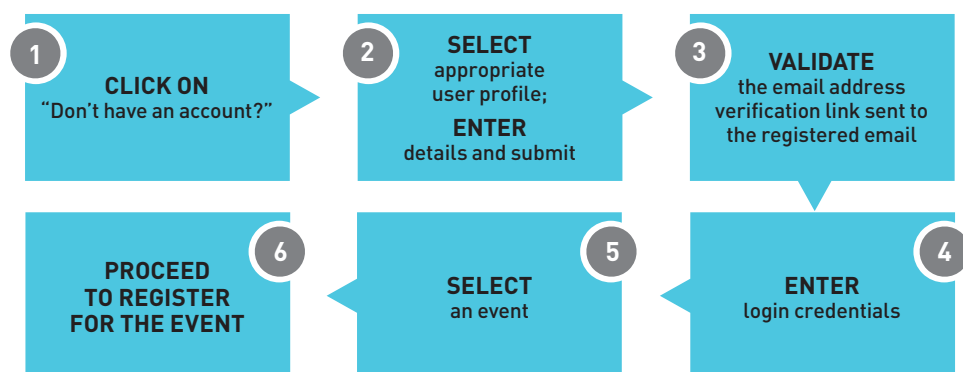 1
CLICK ON
“Don’t have an account?”
2
SELECT
appropriate
user profile;
ENTER
details and submit
3
VALIDATE
the email address
verification link sent to
the registered email
4
ENTER
login credentials
5
SELECT
an event
6
PROCEED
TO REGISTER
FOR THE EVENT